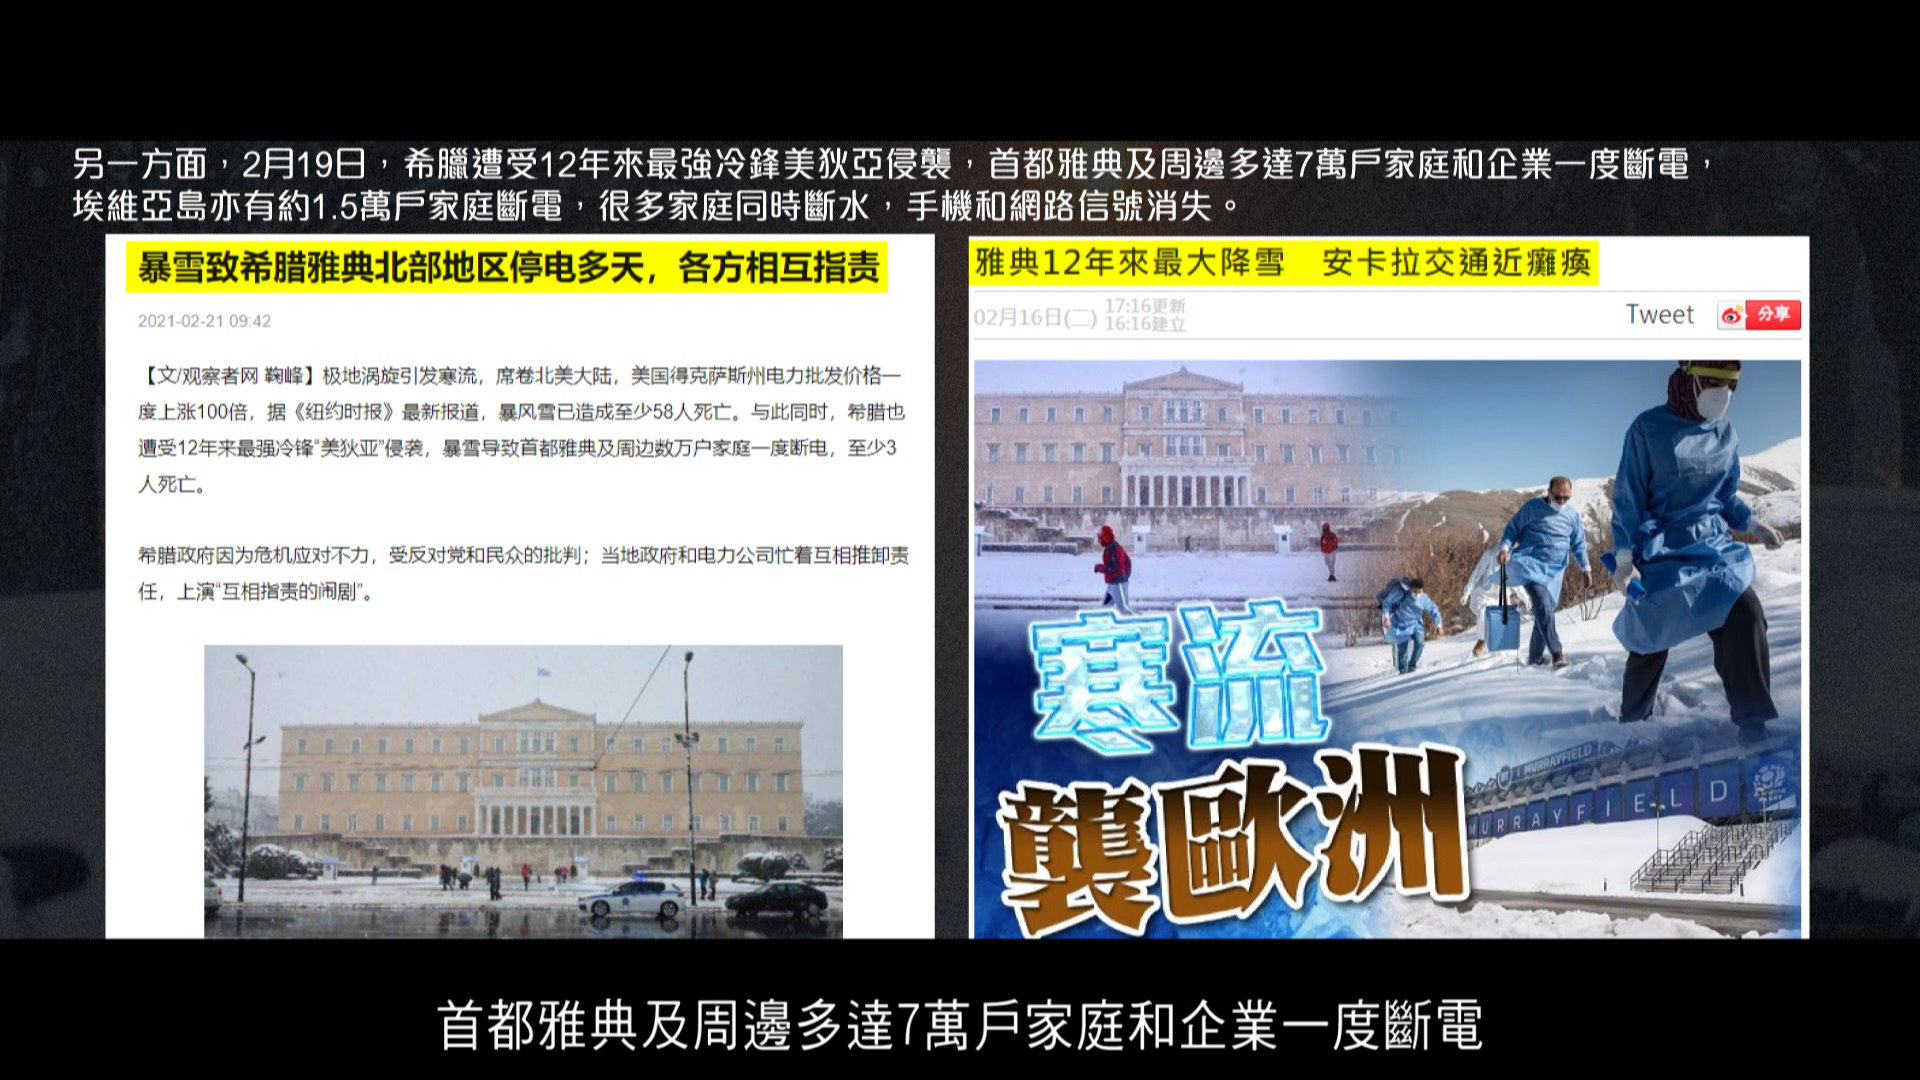 另一方面，2月19日，希臘遭受12年來最強冷鋒美狄亞侵襲，首都雅典及周邊多達7萬戶家庭和企業一度斷電，
埃維亞島亦有約1.5萬戶家庭斷電，很多家庭同時斷水，手機和網路信號消失。
暴雪致希腊雅典北部地区停电多天，各方相互指责
2021-02-21 09:42
【文/观察者网 鞠峰】极地涡旋引发寒流，席卷北美大陆，美国得克萨斯州电力批发价格一
度上涨100倍，据《纽约时报》最新报道，暴风雪已造成至少58人死亡。与此同时，希腊也
遭受12年来最强冷锋“美狄亚”侵袭，暴雪导致首都雅典及周边数万户家庭一度断电，至少3
人死亡。
希腊政府因为危机应对不力，受反对党和民众的批判；当地政府和电力公司忙着互相推卸责
任，上演“互相指责的闹剧”。
雅典12年來最大降雪　安卡拉交通近癱瘓
02月16日(二) 17:16更新
16:16建立
Tweet 分享
寒流
襲歐洲
MURRAYFIELD
MURRAYFIELD
首都雅典及周邊多達7萬戶家庭和企業一度斷電